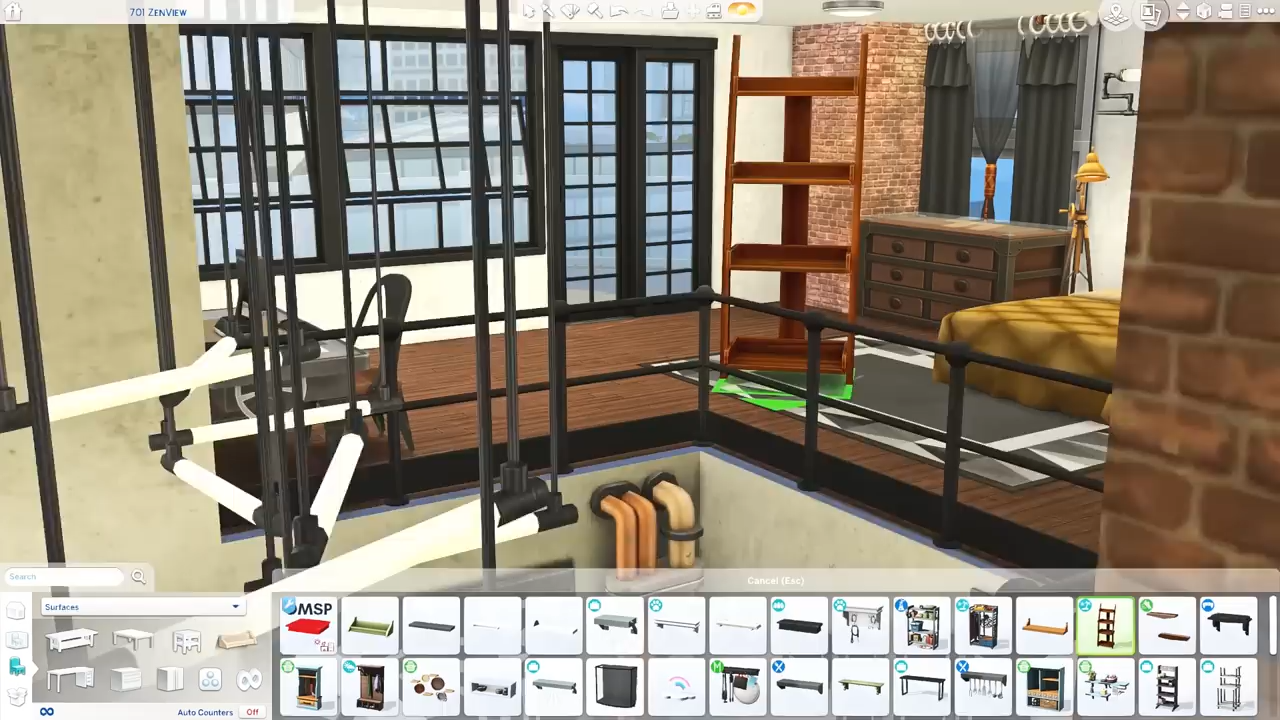 701 ZENVIEW
Cancel (Esc)
Search
Surfaces
MSP
Auto Counters
Off